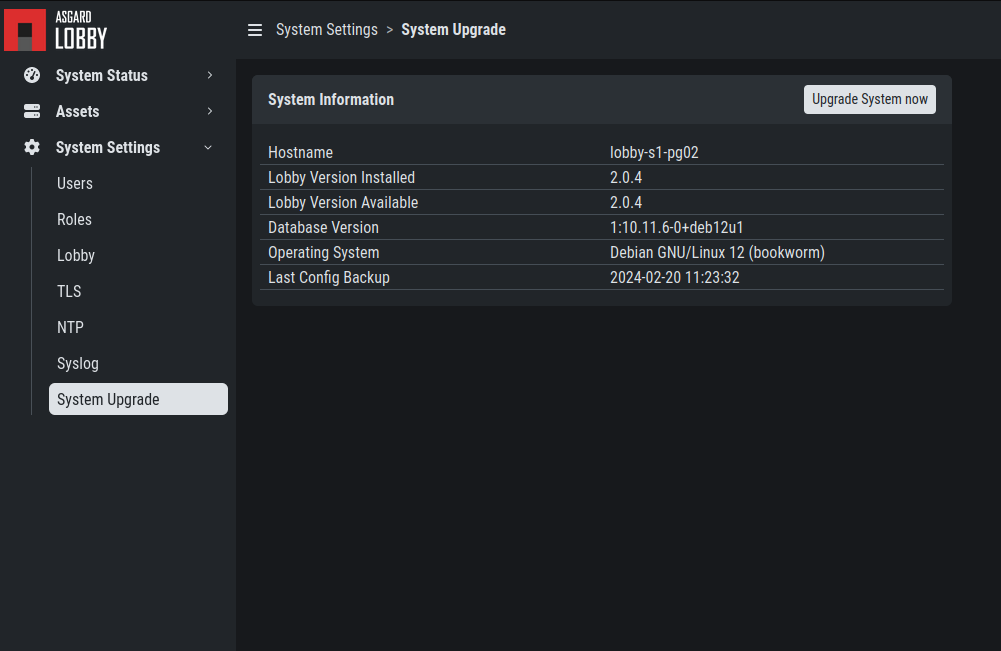 ASGARD
LOBBY
System Settings > System Upgrade
System Status
Assets
System Settings
Users
Roles
Lobby
TLS
NTP
Syslog
System Upgrade
System Information
Upgrade System now
Hostname lobby-s1-pg02
Lobby Version Installed 2.0.4
Lobby Version Available 2.0.4
Database Version 1:10.11.6-0+deb12u1
Operating System Debian GNU/Linux 12 (bookworm)
Last Config Backup 2024-02-20 11:23:32